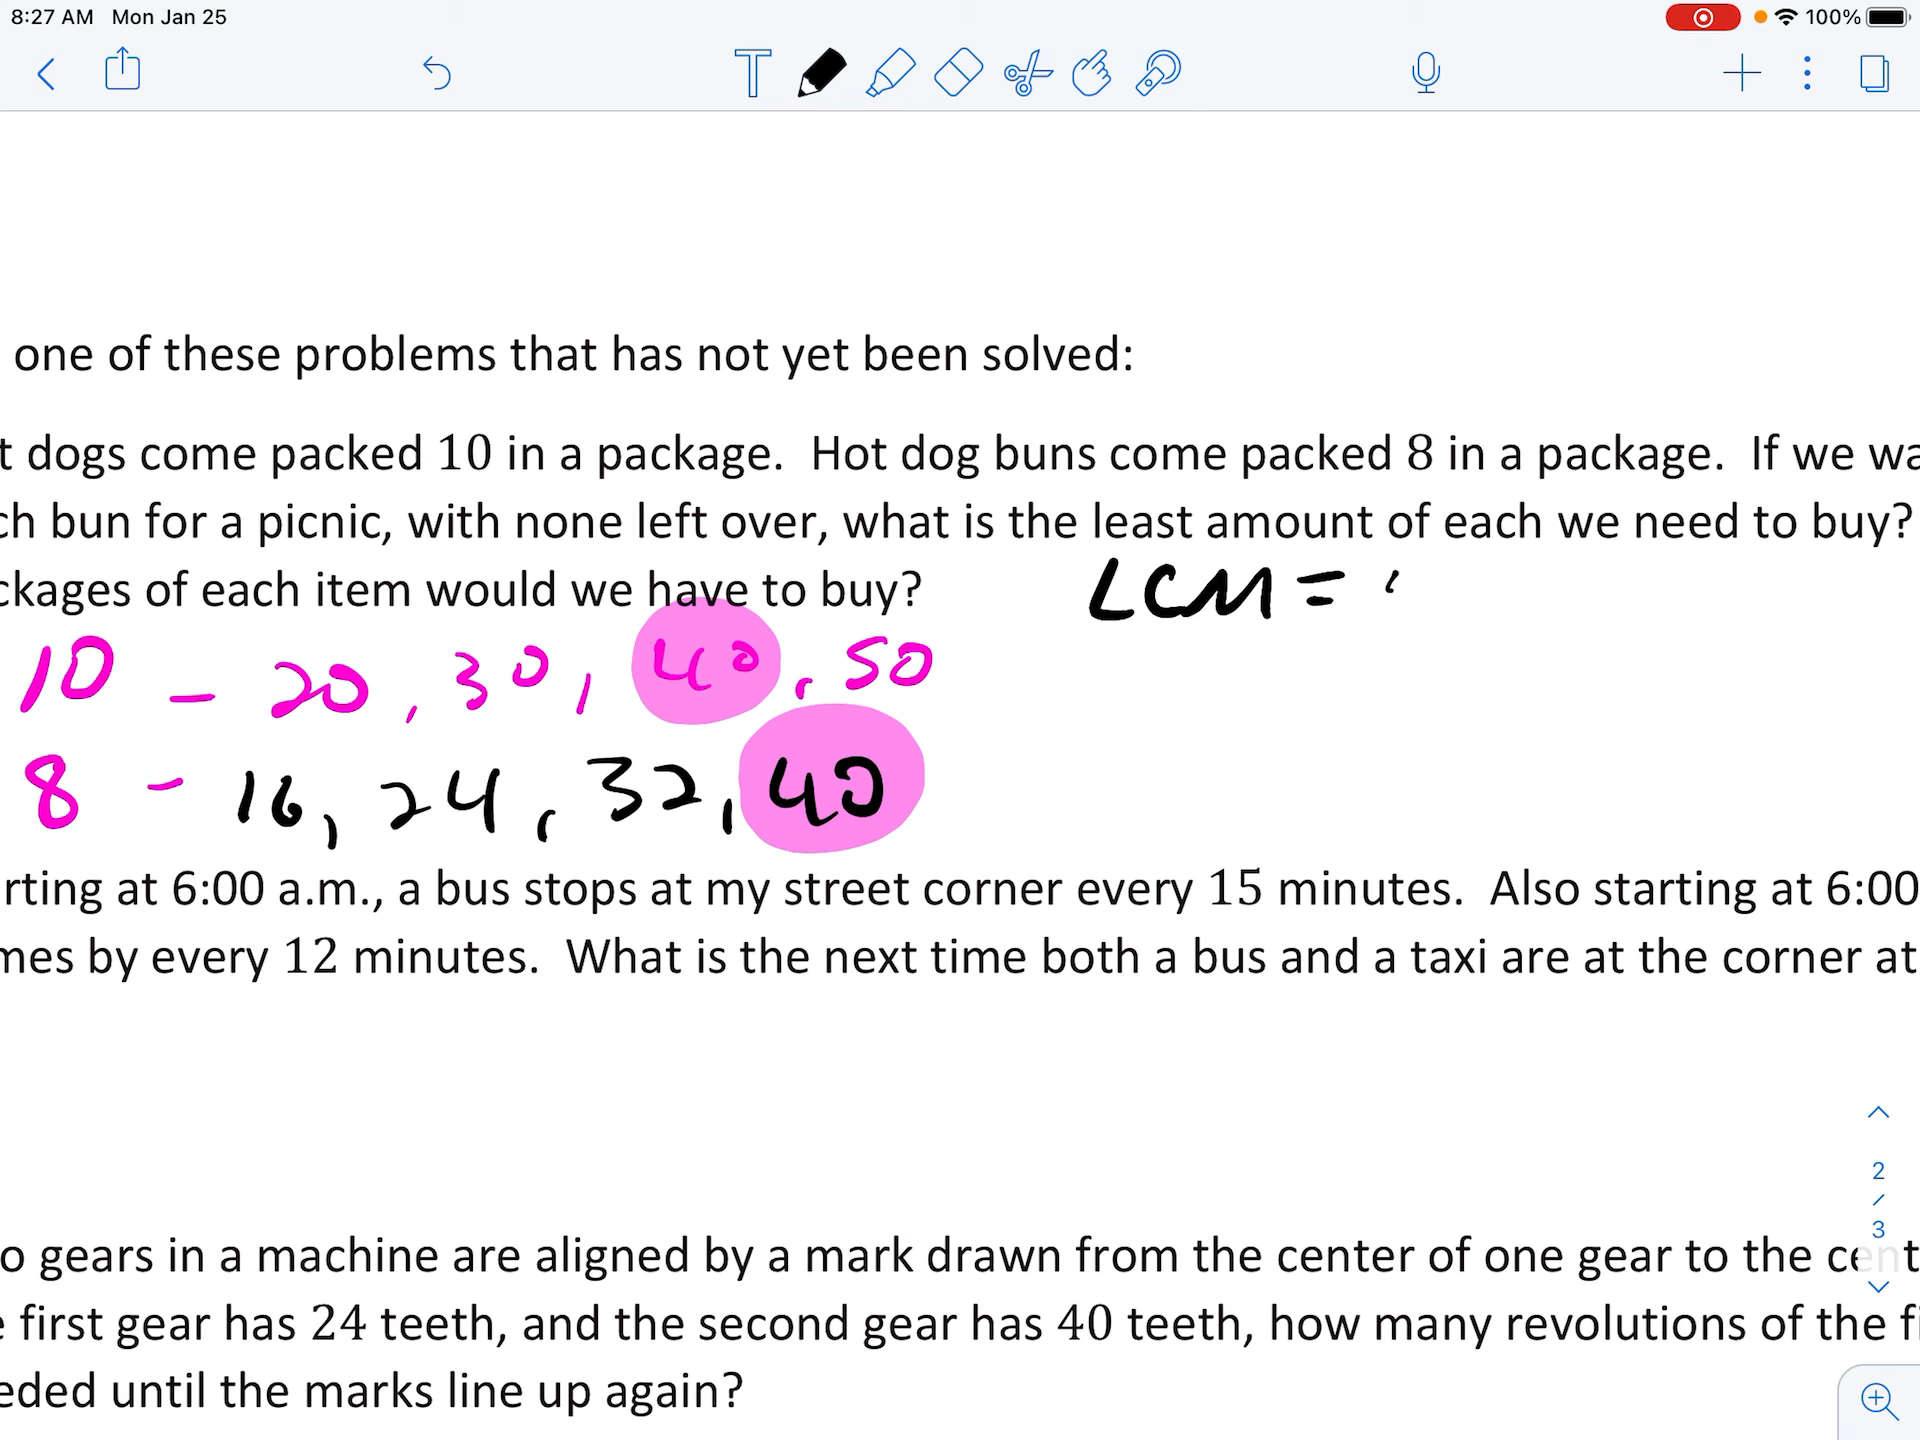 8:27 AM Mon Jan 25
100%
one of these problems that has not yet been solved:
t dogs come packed 10 in a package. Hot dog buns come packed 8 in a package. If we wa
ch bun for a picnic, with none left over, what is the least amount of each we need to buy?
ckages of each item would we have to buy?
LCM =
10 - 20, 30, 40, 50
8 - 16, 24, 32, 40
rting at 6:00 a.m., a bus stops at my street corner every 15 minutes. Also starting at 6:00
mes by every 12 minutes. What is the next time both a bus and a taxi are at the corner at
2
/
3
o gears in a machine are aligned by a mark drawn from the center of one gear to the cent
e first gear has 24 teeth, and the second gear has 40 teeth, how many revolutions of the fi
eded until the marks line up again?